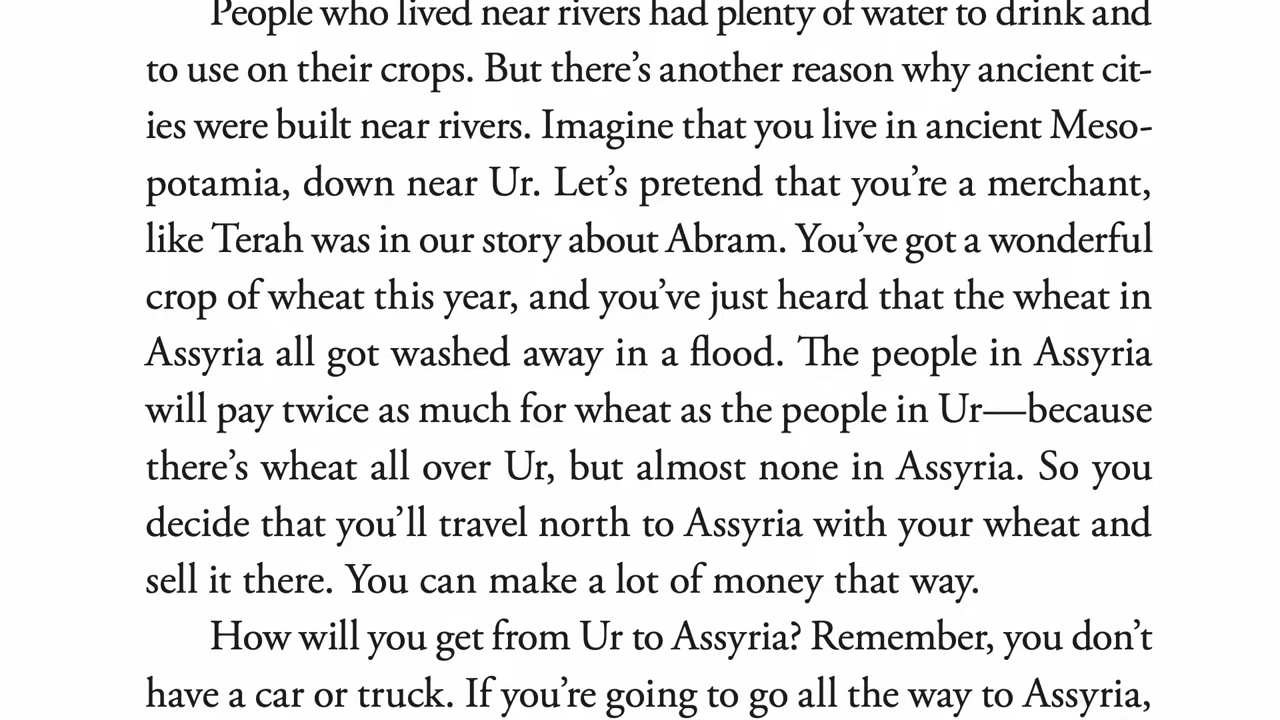 People who lived near rivers had plenty of water to drink and
to use on their crops. But there’s another reason why ancient cit-
ies were built near rivers. Imagine that you live in ancient Meso-
potamia, down near Ur. Let’s pretend that you’re a merchant,
like Terah was in our story about Abram. You’ve got a wonderful
crop of wheat this year, and you’ve just heard that the wheat in
Assyria all got washed away in a flood. The people in Assyria
will pay twice as much for wheat as the people in Ur—because
there’s wheat all over Ur, but almost none in Assyria. So you
decide that you’ll travel north to Assyria with your wheat and
sell it there. You can make a lot of money that way.
How will you get from Ur to Assyria? Remember, you don’t
have a car or truck. If you’re going to go all the way to Assyria,